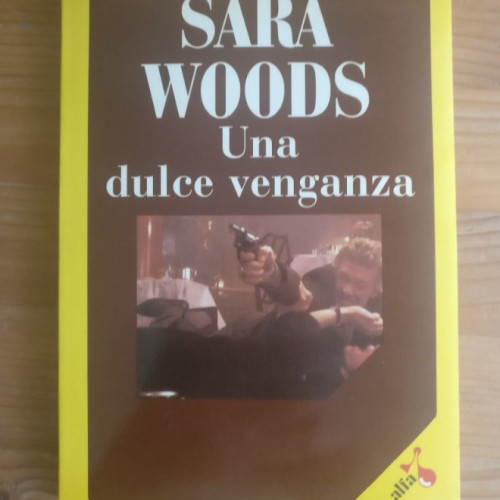 SARA
WOODS
Una
dulce venganza
alfa